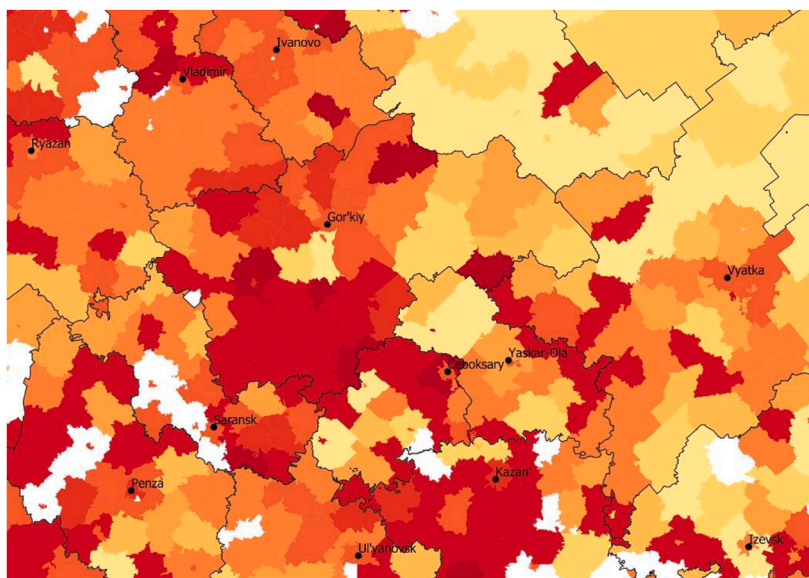 Ivanovo
Vladimir
Ryazan
Gor'kiy
Vyatka
Yaskar-Ola
Ceboksary
Saransk
Kazan'
Penza
Izevsk
Ul'yanovsk